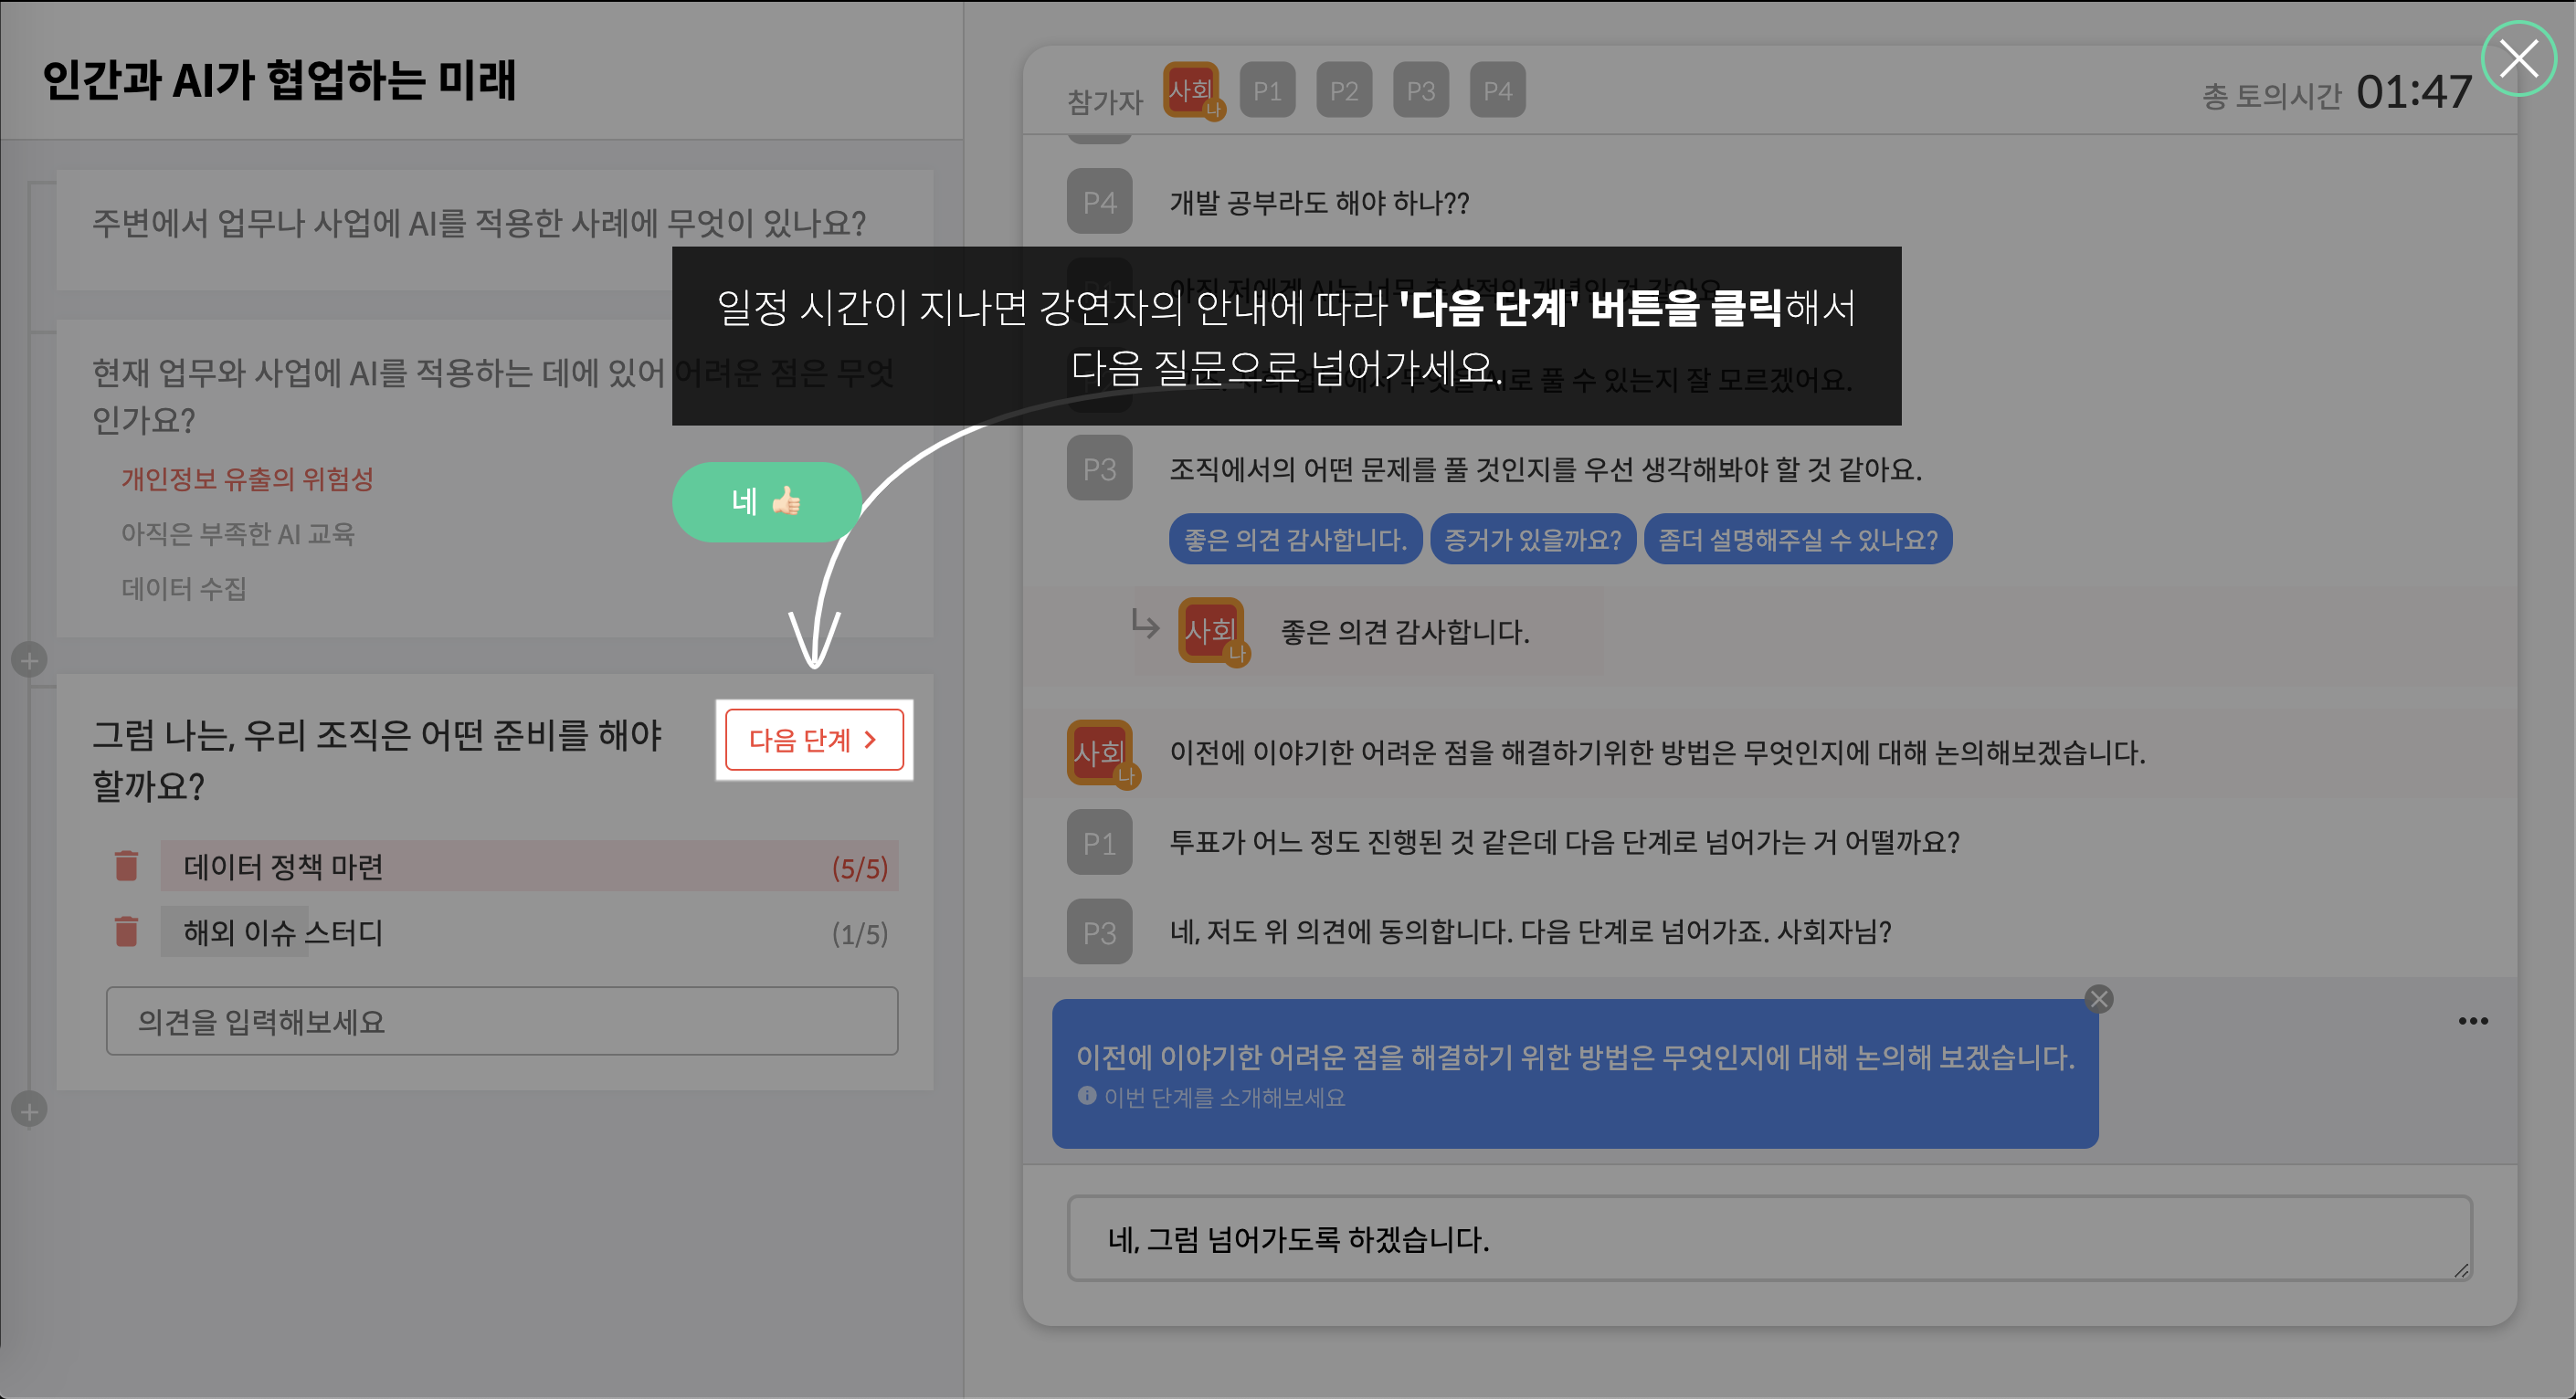 인간과 AI가 협업하는 미래
주변에서 업무나 사업에 AI를 적용한 사례에 무엇이 있나요?
현재 업무와 사업에 AI를 적용하는 데에 있어 어려운 점은 무엇
인가요?
개인정보 유출의 위험성
아직은 부족한 AI 교육
데이터 수집
그럼 나는, 우리 조직은 어떤 준비를 해야
할까요?
다음 단계
데이터 정책 마련 (5/5)
해외 이슈 스터디 (1/5)
의견을 입력해보세요
일정 시간이 지나면 강연자의 안내에 따라 '다음 단계' 버튼을 클릭해서
다음 질문으로 넘어가세요.
네 👍🏻
참가자 사회 나 P1 P2 P3 P4
총 토의시간 01:47
P4 개발 공부라도 해야 하나??
아직 저에게 AI는 너무 추상적인 개념인 것 같아요
업무에서 무엇을 AI로 풀 수 있는지 잘 모르겠어요.
P3 조직에서의 어떤 문제를 풀 것인지를 우선 생각해봐야 할 것 같아요.
좋은 의견 감사합니다. 증거가 있을까요? 좀더 설명해주실 수 있나요?
사회 나 좋은 의견 감사합니다.
사회 나 이전에 이야기한 어려운 점을 해결하기위한 방법은 무엇인지에 대해 논의해보겠습니다.
P1 투표가 어느 정도 진행된 것 같은데 다음 단계로 넘어가는 거 어떨까요?
P3 네, 저도 위 의견에 동의합니다. 다음 단계로 넘어가죠. 사회자님?
이전에 이야기한 어려운 점을 해결하기 위한 방법은 무엇인지에 대해 논의해 보겠습니다.
이번 단계를 소개해보세요
네, 그럼 넘어가도록 하겠습니다.